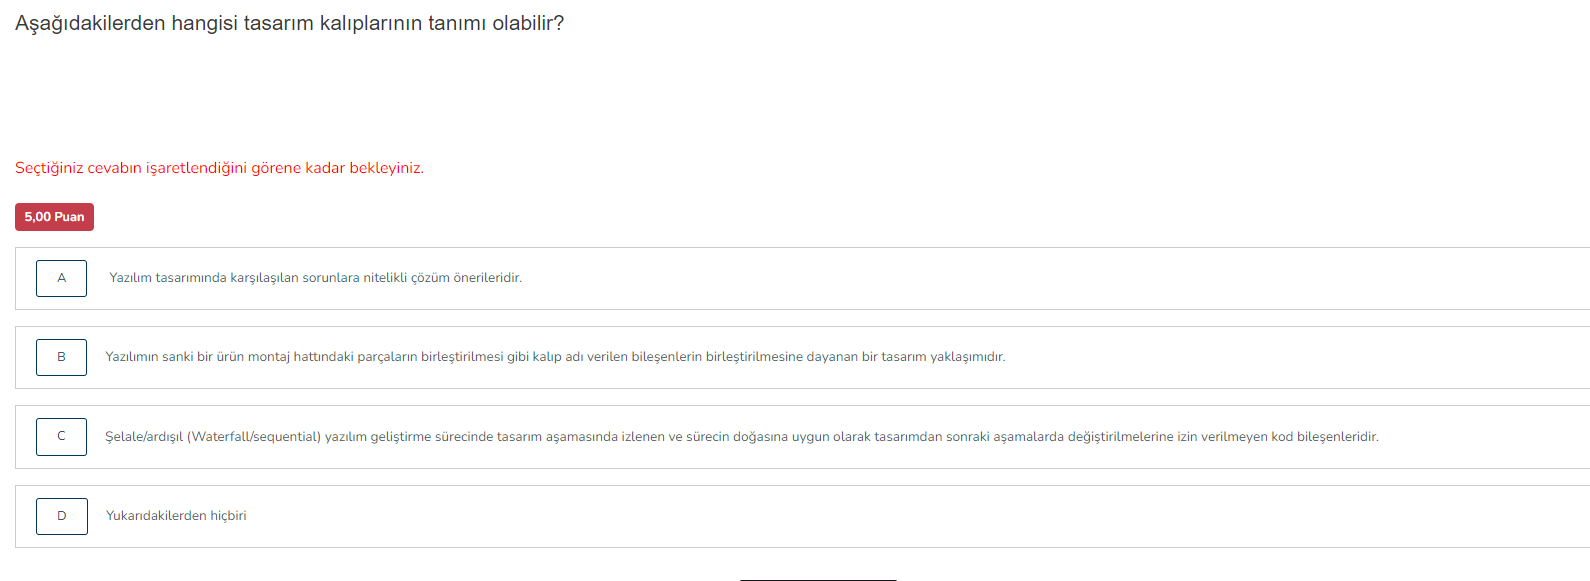 Aşağıdakilerden hangisi tasarım kalıplarının tanımı olabilir?
Seçtiğiniz cevabın işaretlendiğini görene kadar bekleyiniz.
5,00 Puan
A Yazılım tasarımında karşılaşılan sorunlara nitelikli çözüm önerileridir.
B Yazılımın sanki bir ürün montaj hattındaki parçaların birleştirilmesi gibi kalıp adı verilen bileşenlerin birleştirilmesine dayanan bir tasarım yaklaşımıdır.
C Şelale/ardışıl (Waterfall/sequential) yazılım geliştirme sürecinde tasarım aşamasında izlenen ve sürecin doğasına uygun olarak tasarımdan sonraki aşamalarda değiştirilmelerine izin verilmeyen kod bileşenleridir.
D Yukarıdakilerden hiçbiri